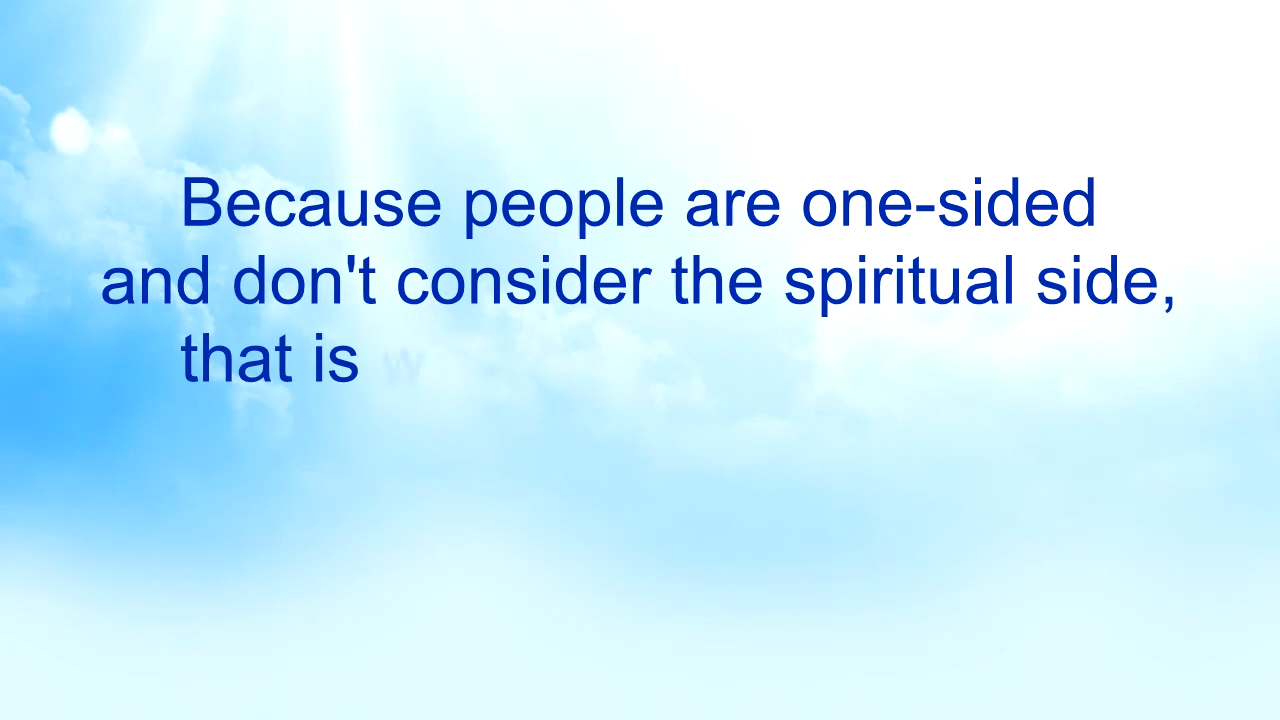 Because people are one-sided
and don't consider the spiritual side,
that is w